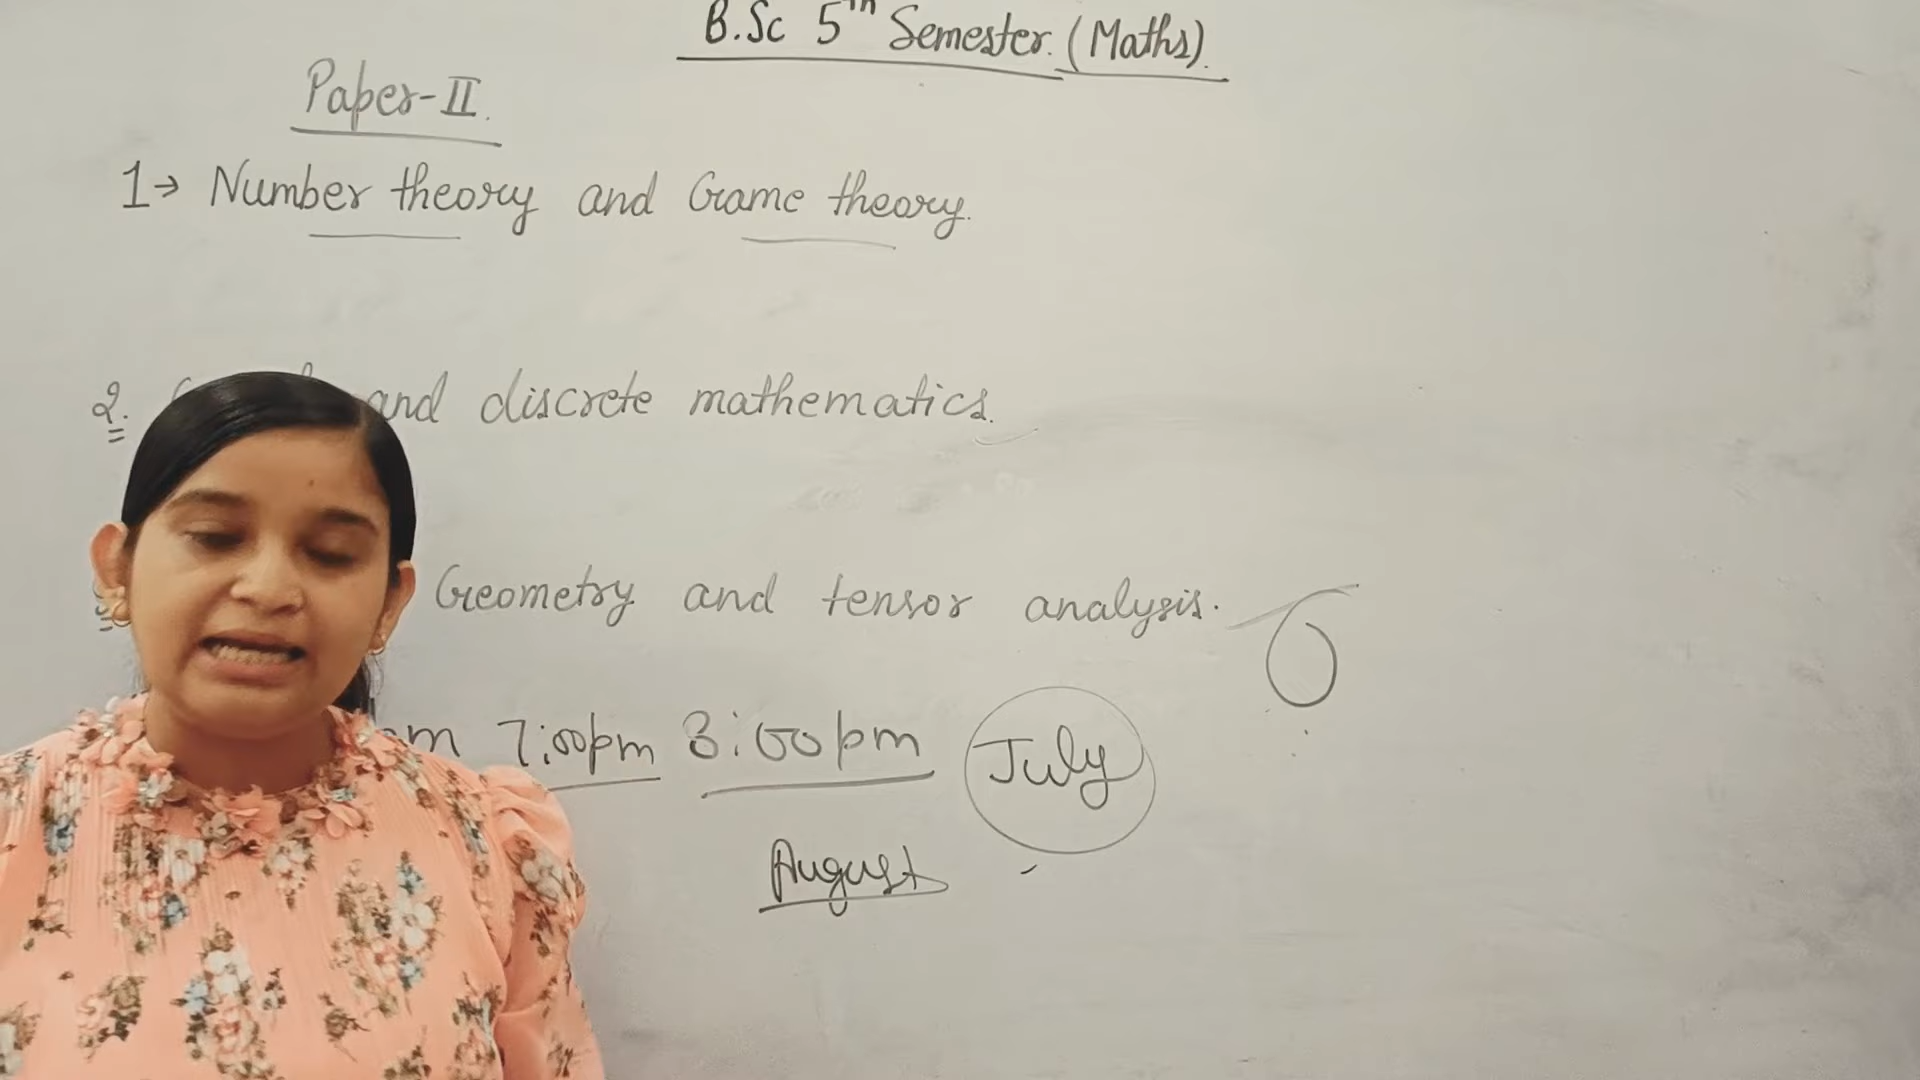 B.Sc 5th Semester. (Maths).
Paper-II.
1→ Number theory and Game theory.
2. and discrete mathematics.
Geometry and tensor analysis.
7:00pm 8:00pm July
August